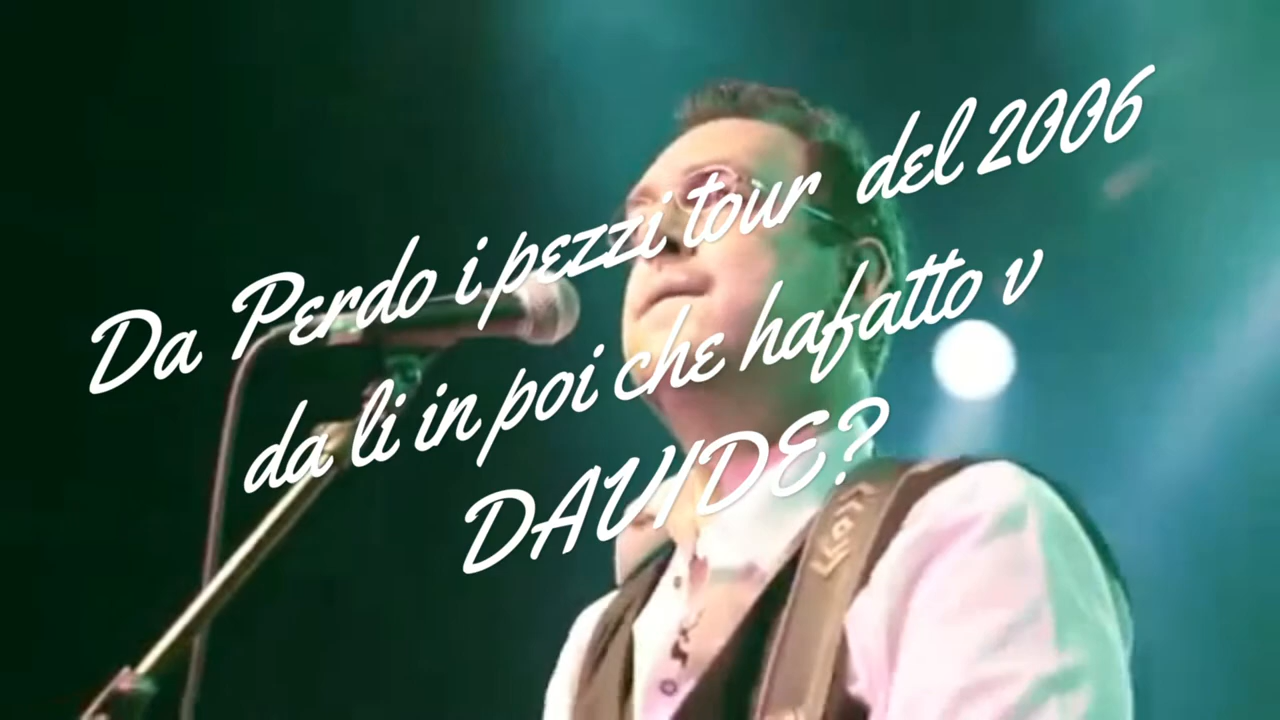 Da Perdo i pezzi tour del 2006
da li in poi che hafatto v
DAVIDE?